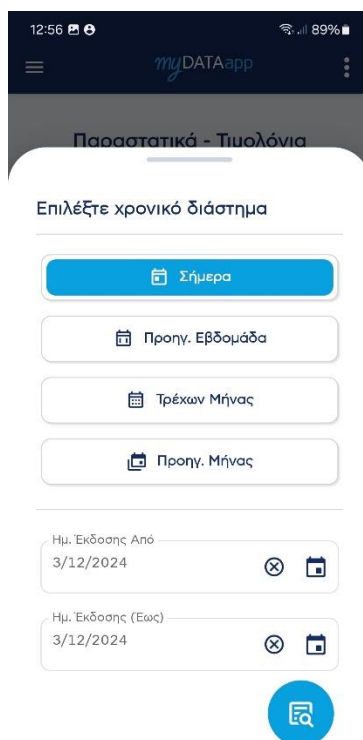 12:56 89%
myDATAapp
Παραστατικά - Τιμολόγια
Επιλέξτε χρονικό διάστημα
Σήμερα
Προηγ. Εβδομάδα
Τρέχων Μήνας
Προηγ. Μήνας
Ημ. Έκδοσης Από
3/12/2024
Ημ. Έκδοσης (Έως)
3/12/2024